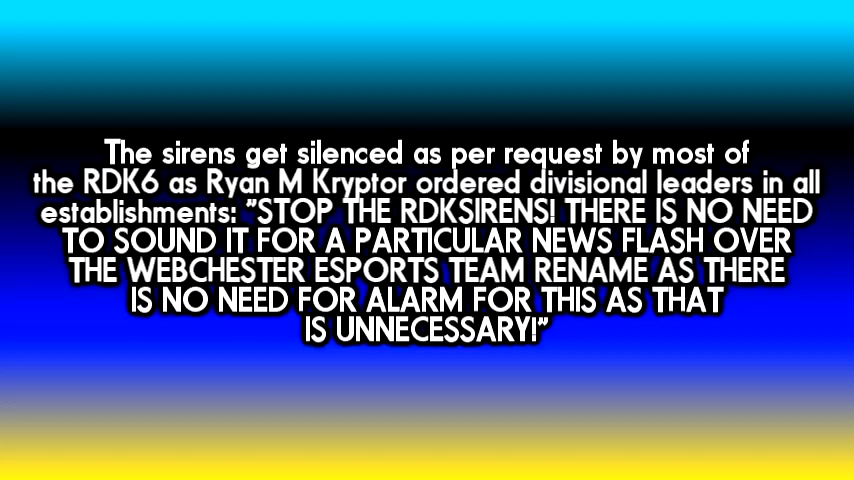 The sirens get silenced as per request by most of
the RDK6 as Ryan M Kryptor ordered divisional leaders in all
establishments: "STOP THE RDKSIRENS! THERE IS NO NEED
TO SOUND IT FOR A PARTICULAR NEWS FLASH OVER
THE WEBCHESTER ESPORTS TEAM RENAME AS THERE
IS NO NEED FOR ALARM FOR THIS AS THAT
IS UNNECESSARY!"